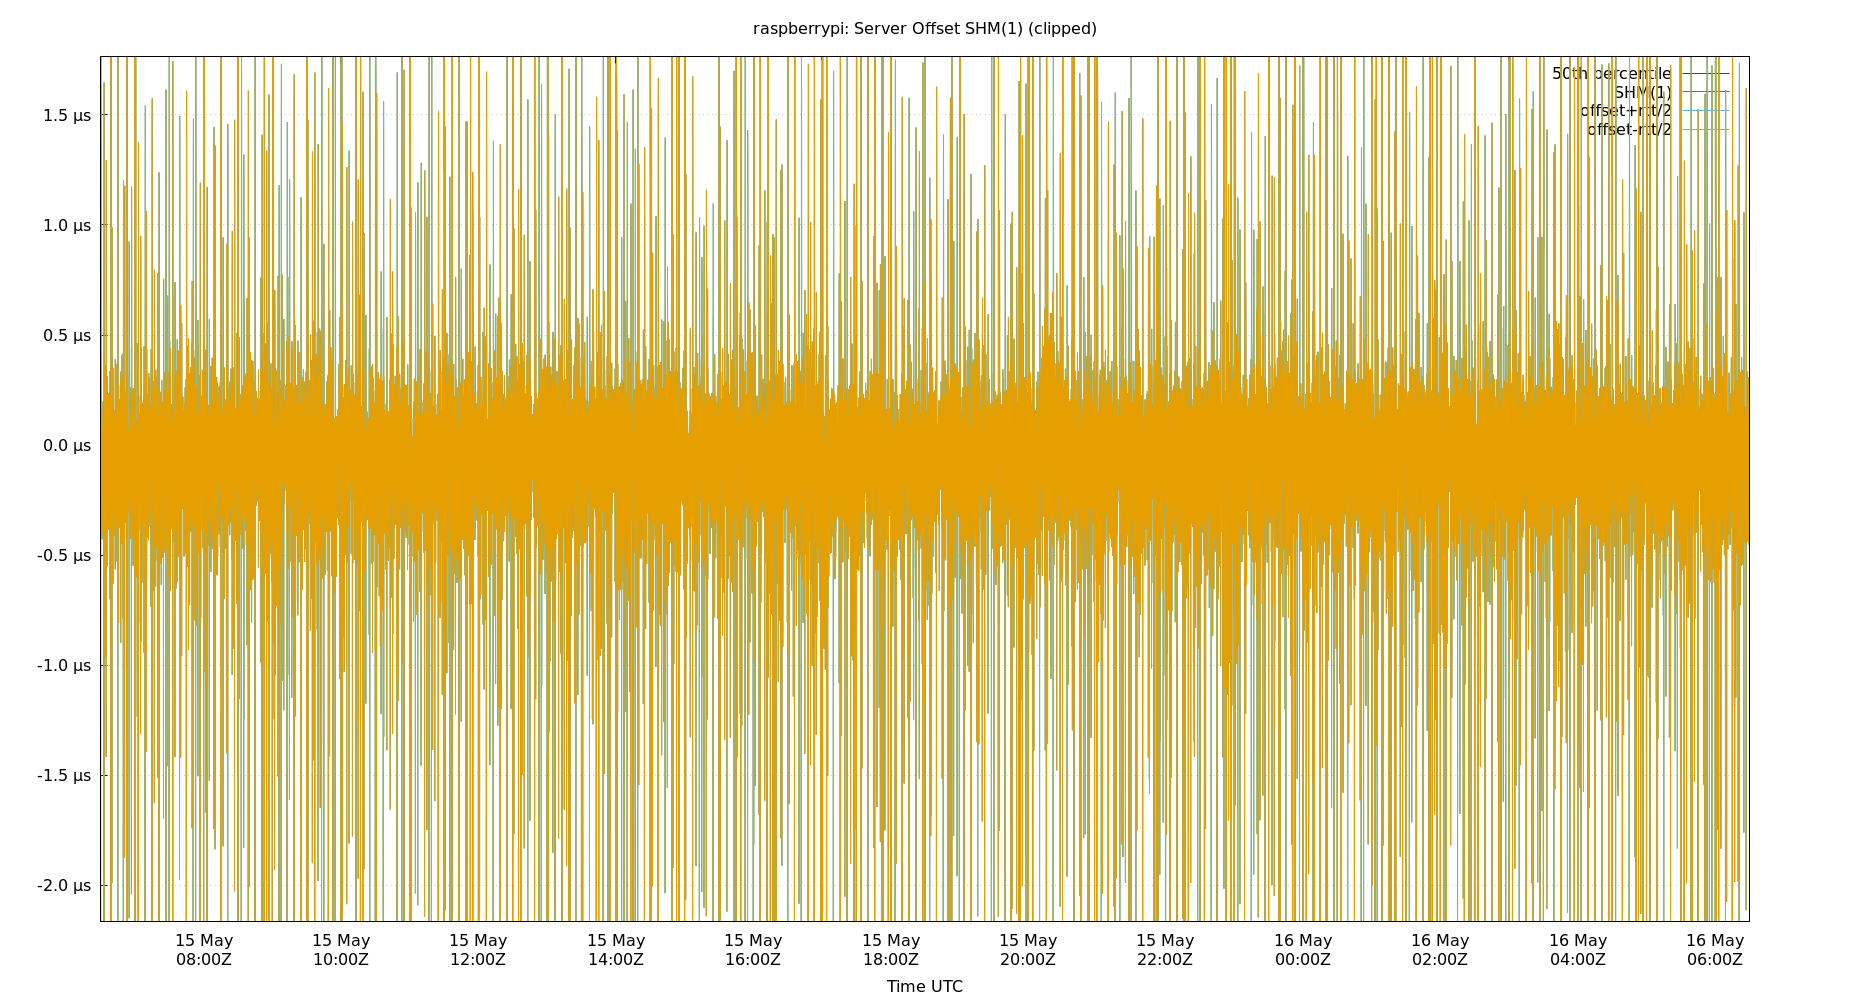 raspberrypi: Server Offset SHM(1) (clipped)
50th percentile
SHM(1)
offset+rtt/2
offset-rtt/2
1.5 µs
1.0 µs
0.5 µs
0.0 µs
-0.5 µs
-1.0 µs
-1.5 µs
-2.0 µs
15 May 15 May 15 May 15 May 15 May 15 May 15 May 15 May 16 May 16 May 16 May 16 May
08:00Z 10:00Z 12:00Z 14:00Z 16:00Z 18:00Z 20:00Z 22:00Z 00:00Z 02:00Z 04:00Z 06:00Z
Time UTC